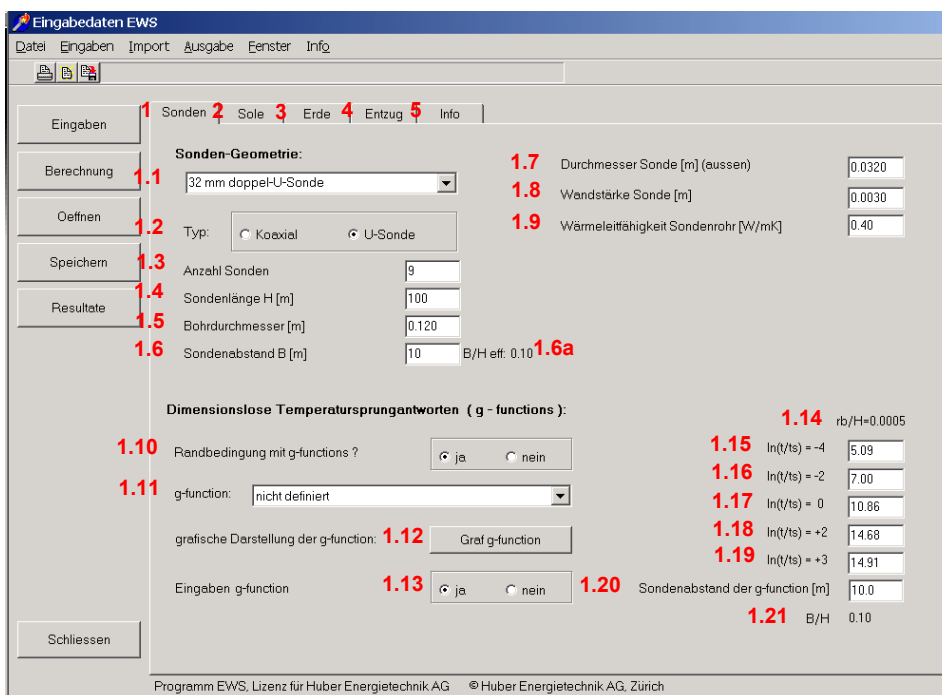 Eingabedaten EWS
Datei Eingaben Import Ausgabe Fenster Info
1 Sonden 2 Sole 3 Erde 4 Entzug 5 Info
Eingaben
Berechnung
Oeffnen
Speichern
Resultate
Schliessen
Sonden-Geometrie:
1.1 32 mm doppel-U-Sonde
1.2 Typ: Koaxial U-Sonde
1.3 Anzahl Sonden 9
1.4 Sondenlänge H [m] 100
1.5 Bohrdurchmesser [m] 0.120
1.6 Sondenabstand B [m] 10 B/H eff: 0.10 1.6a
1.7 Durchmesser Sonde [m] (aussen) 0.0320
1.8 Wandstärke Sonde [m] 0.0030
1.9 Wärmeleitfähigkeit Sondenrohr [W/mK] 0.40
Dimensionslose Temperatursprungantworten ( g - functions ):
1.10 Randbedingung mit g-functions ? ja nein
1.11 g-function: nicht definiert
grafische Darstellung der g-function: 1.12 Graf g-function
Eingaben g-function 1.13 ja nein
1.14 rb/H=0.0005
1.15 ln(t/ts) = -4 5.09
1.16 ln(t/ts) = -2 7.00
1.17 ln(t/ts) = 0 10.86
1.18 ln(t/ts) = +2 14.68
1.19 ln(t/ts) = +3 14.91
1.20 Sondenabstand der g-function [m] 10.0
1.21 B/H 0.10
Programm EWS, Lizenz für Huber Energietechnik AG © Huber Energietechnik AG, Zürich